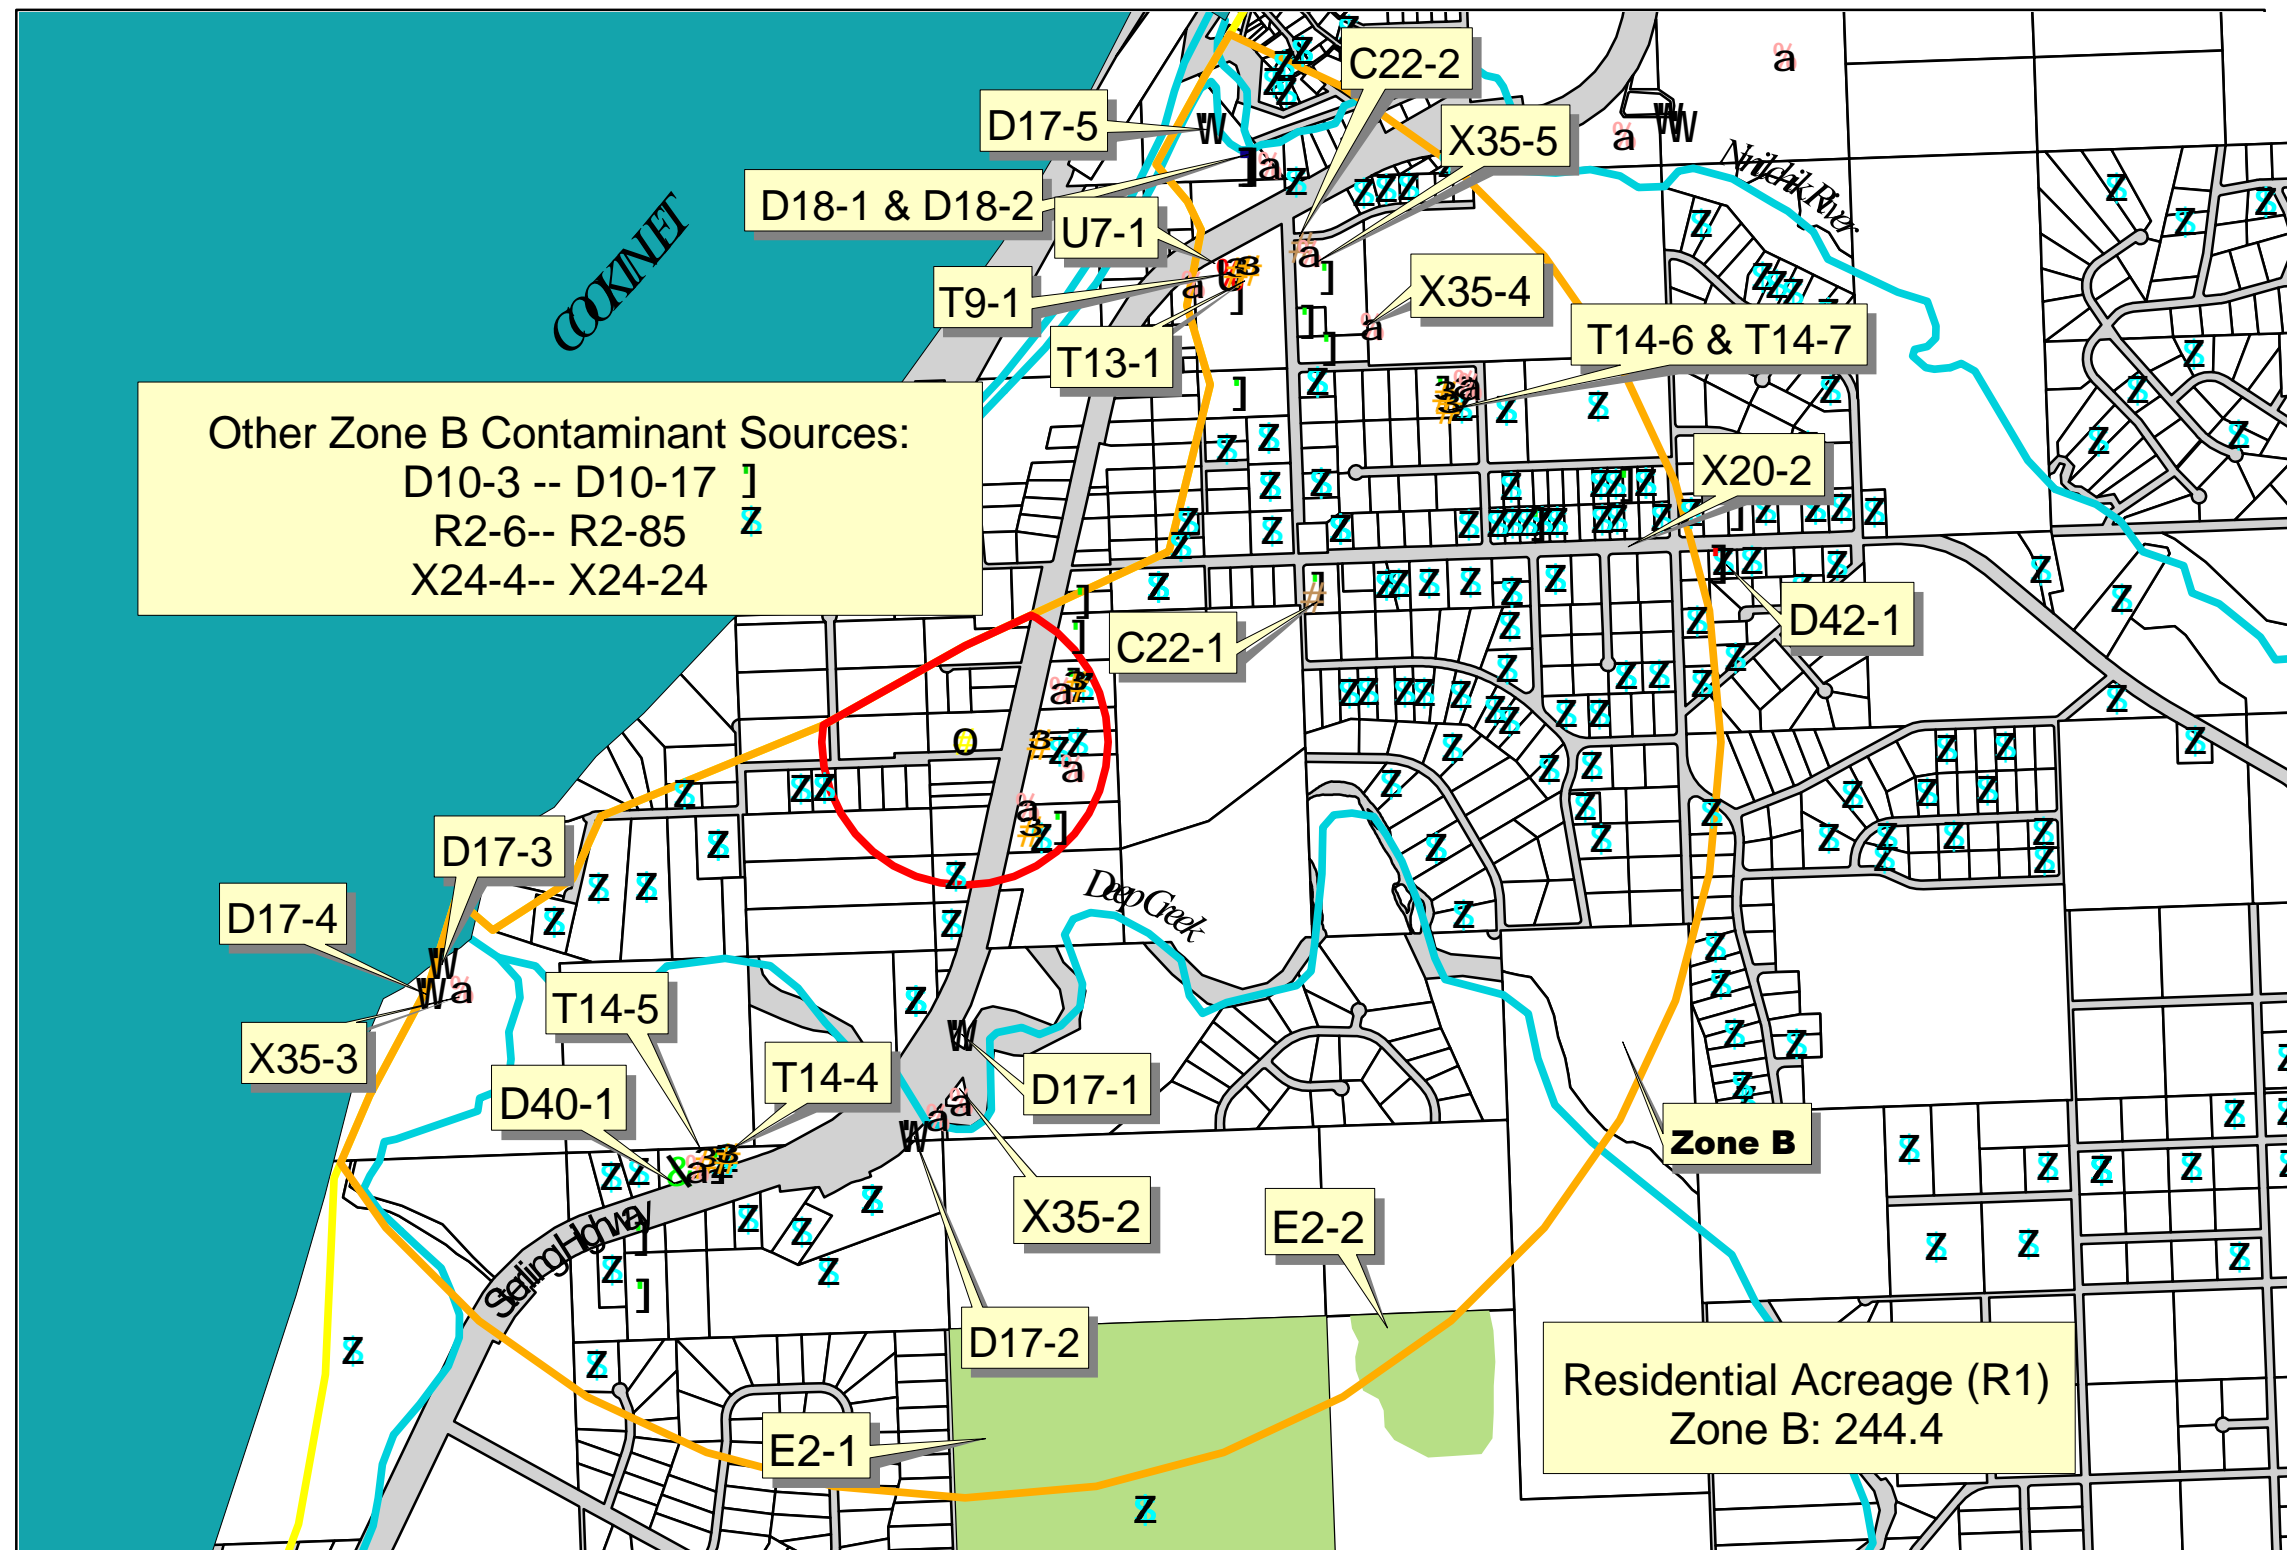 C22-2
D17-5
X35-5
Ninilchik River
D18-1 & D18-2
U7-1
COOK INLET
T9-1
X35-4
T14-6 & T14-7
T13-1
Other Zone B Contaminant Sources:
D10-3 -- D10-17 ]
R2-6-- R2-85
X24-4-- X24-24
X20-2
D42-1
C22-1
D17-3
Deep Creek
D17-4
T14-5
X35-3
T14-4
D40-1
D17-1
Zone B
X35-2
E2-2
Sterling Highway
D17-2
Residential Acreage (R1)
Zone B: 244.4
E2-1